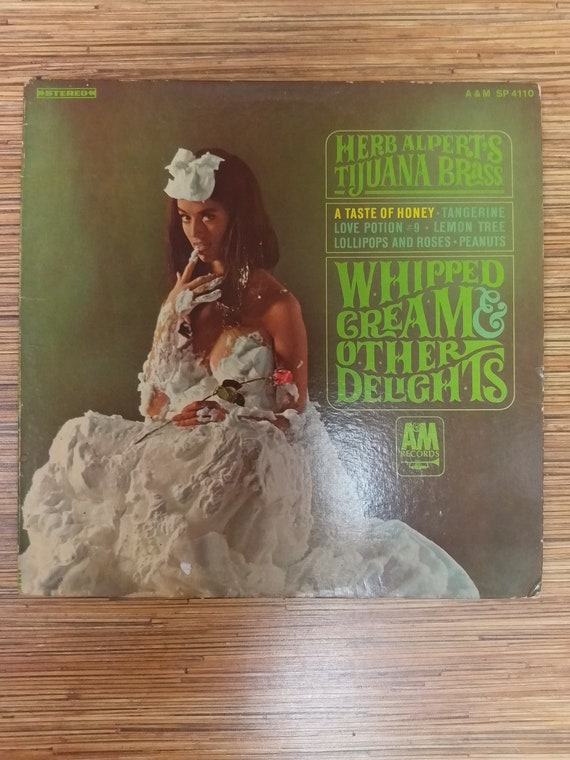 STEREO
A & M SP 4110
HERB ALPERT'S
TIJUANA BRASS
A TASTE OF HONEY · TANGERINE
LOVE POTION #9 · LEMON TREE
LOLLIPOPS AND ROSES · PEANUTS
WHIPPED
CREAM &
OTHER
DELIGHTS
A&M
RECORDS